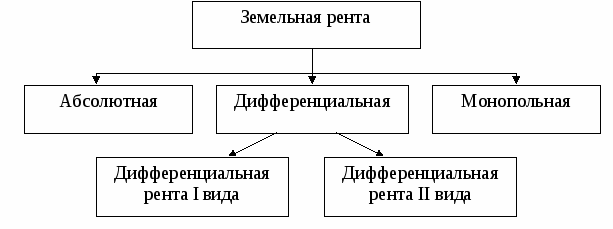 Земельная рента
Абсолютная
Дифференциальная
Монопольная
Дифференциальная
рента I вида
Дифференциальная
рента II вида